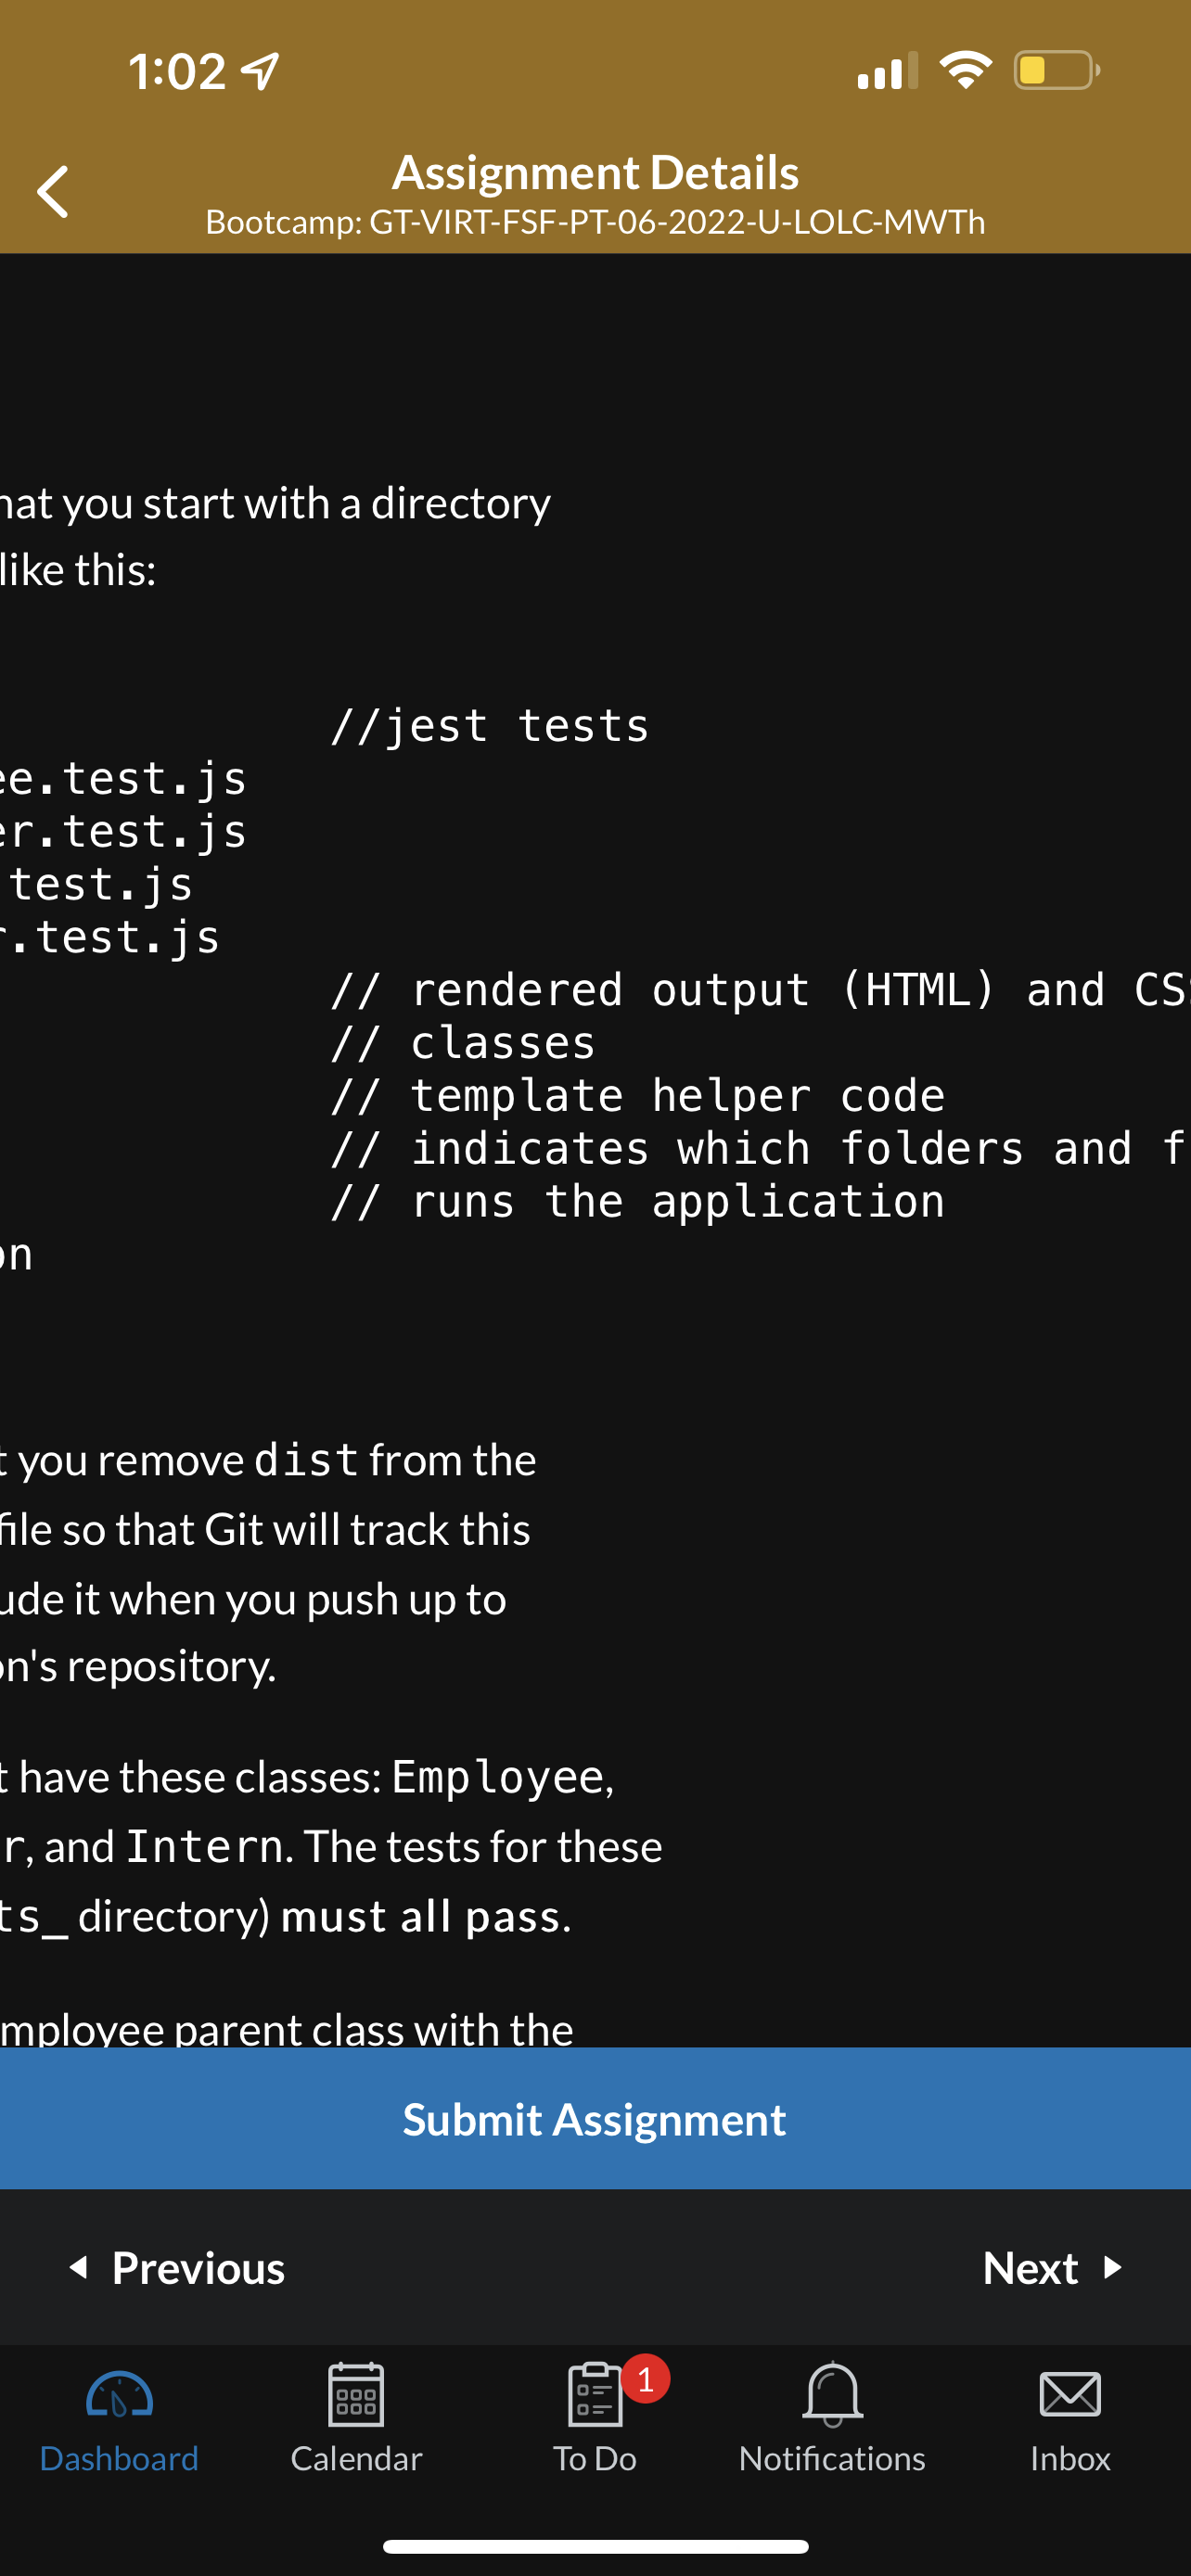 1:02
Assignment Details
Bootcamp: GT-VIRT-FSF-PT-06-2022-U-LOLC-MWTh
you start with a directory
like this:
//jest tests
ee.test.js
er.test.js
.test.js
r.test.js
// rendered output (HTML) and
// classes
// template helper code
// indicates which folders and
// runs the application
on
you remove dist from the
file so that Git will track this
ude it when you push up to
on's repository.
have these classes: Employee,
r, and Intern. The tests for these
ts_ directory) must all pass.
mployee parent class with the
Submit Assignment
Previous
Next
1
Dashboard
Calendar
To Do
Notifications
Inbox